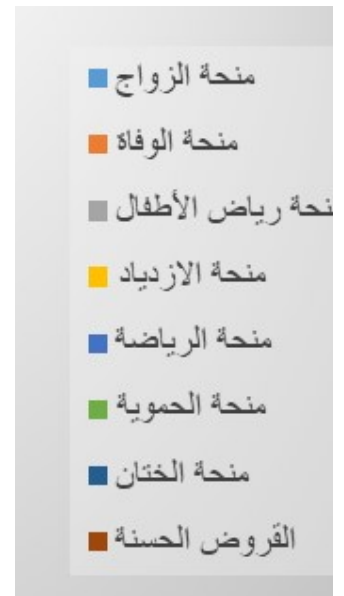 منحة الزواج
منحة الوفاة
نحة رياض الأطفال
منحة الازدياد
منحة الرياضة
منحة الحموية
منحة الختان
القروض الحسنة